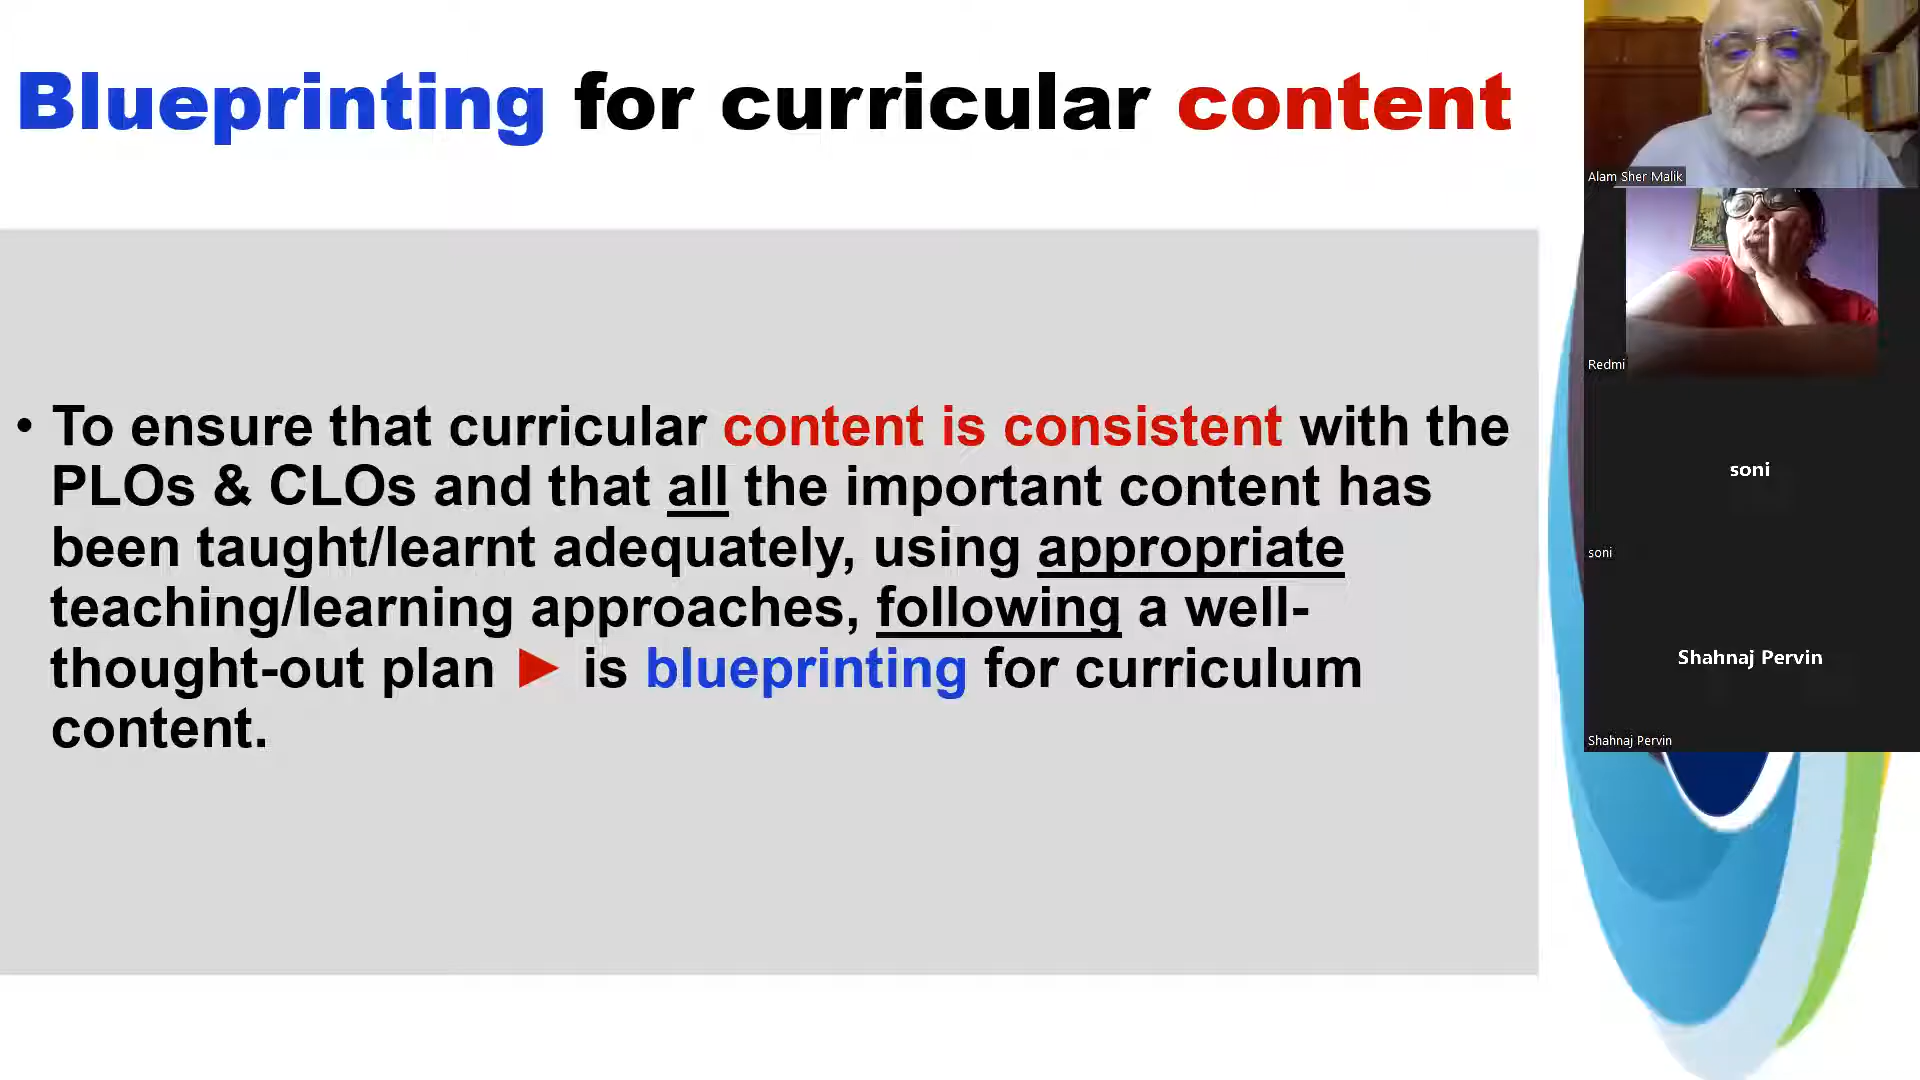 Blueprinting for curricular content
• To ensure that curricular content is consistent with the
PLOs & CLOs and that all the important content has
been taught/learnt adequately, using appropriate
teaching/learning approaches, following a well-
thought-out plan ► is blueprinting for curriculum
content.
Alam Sher Malik
Redmi
soni
soni
Shahnaj Pervin
Shahnaj Pervin